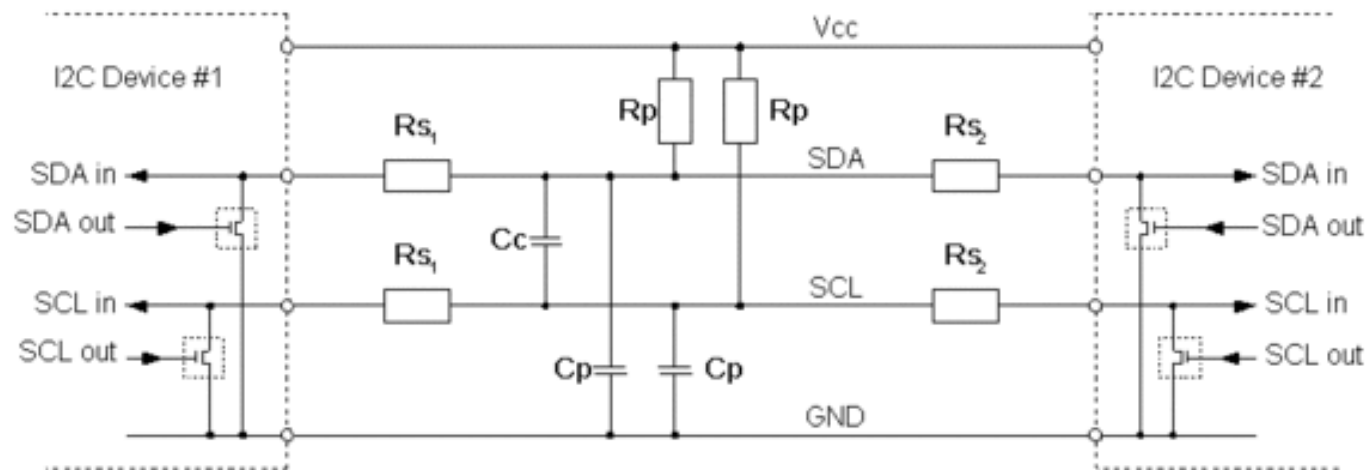 Vcc
I2C Device #1
I2C Device #2
Rp
Rp
Rs1
SDA
Rs2
SDA in
SDA in
SDA out
SDA out
Cc
Rs1
SCL
Rs2
SCL in
SCL in
SCL out
SCL out
Cp
Cp
GND